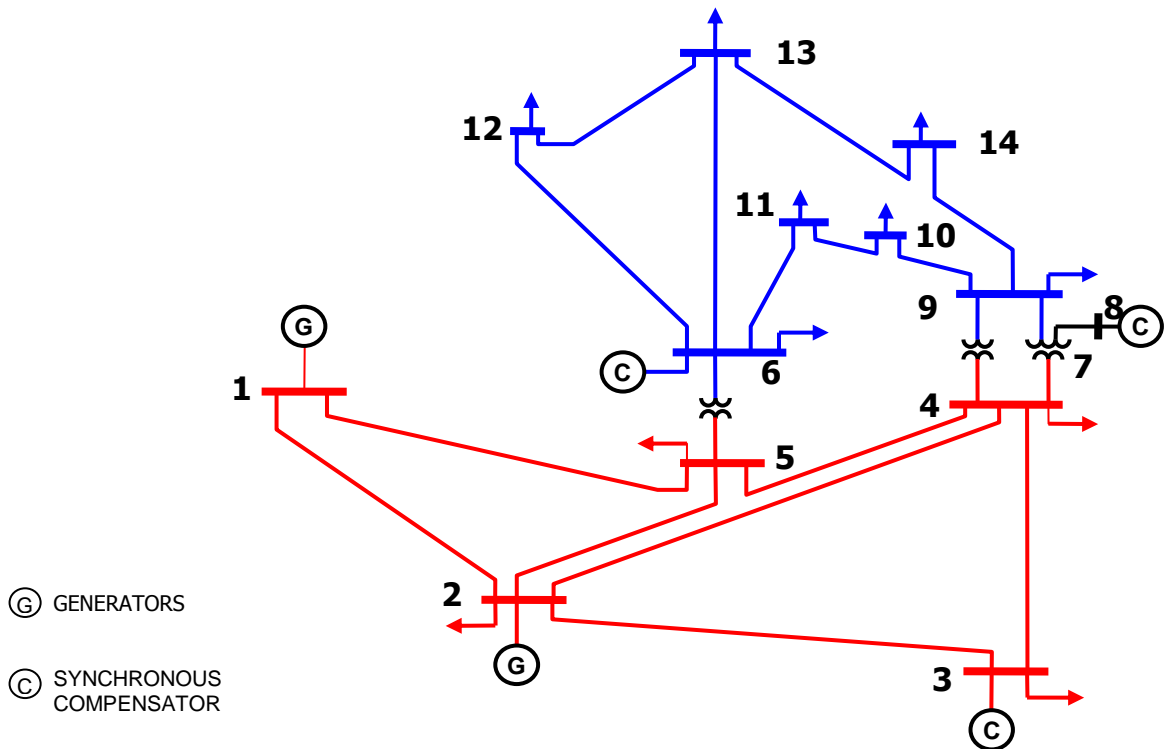 13
12
14
11
10
9
8
C
G
7
C
6
1
4
5
2
G GENERATORS
G
3
C SYNCHRONOUS
COMPENSATOR
C